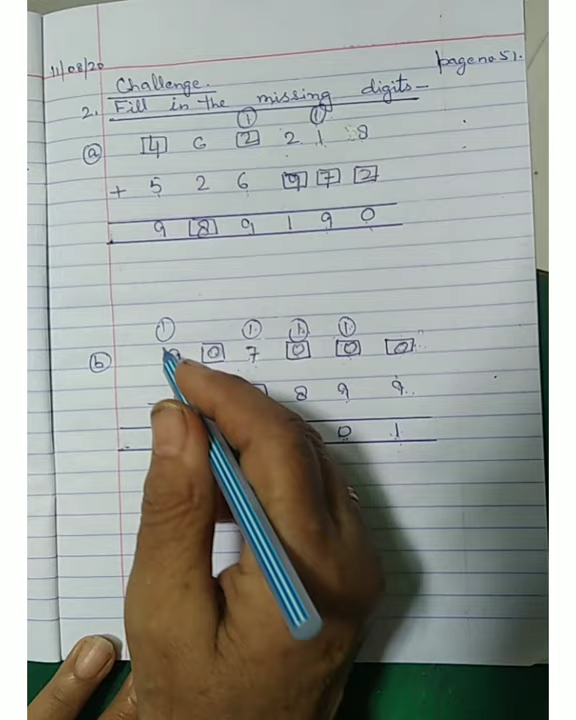 11/08/20
page no 51.
Challenge.
2. Fill in the missing digits-
1 1
a 4 6 2 2 1 8
+ 5 2 6 9 7 2
9 8 9 1 9 0
1 1 1 1
b 0 7 0 0 0
8 9 9
0 1